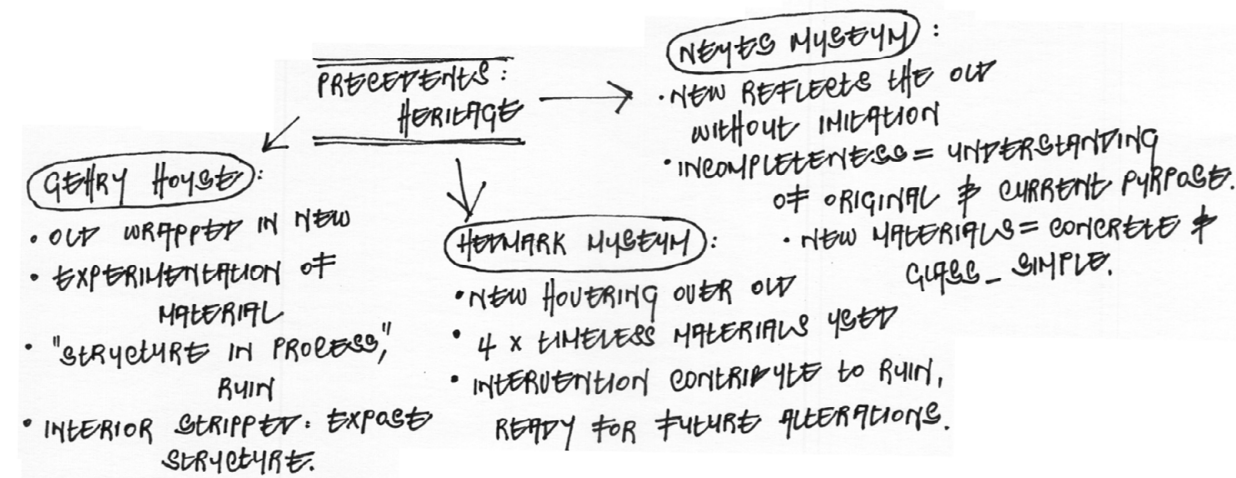 PRECEDENTS:
HERITAGE
GEHRY HOUSE:
• OLD WRAPPED IN NEW
• EXPERIMENTATION OF
MATERIAL
• "STRUCTURE IN PROCESS,"
RUIN
• INTERIOR STRIPPED: EXPOSE
STRUCTURE.
HEDMARK MUSEUM:
• NEW HOVERING OVER OLD
• 4 x TIMELESS MATERIALS USED
• INTERVENTION CONTRIBUTE TO RUIN,
READY FOR FUTURE ALTERATIONS.
NEUES MUSEUM:
• NEW REFLECTS THE OLD
WITHOUT IMITATION
• INCOMPLETENESS = UNDERSTANDING
OF ORIGINAL & CURRENT PURPOSE.
• NEW MATERIALS = CONCRETE &
GLASS_ SIMPLE.